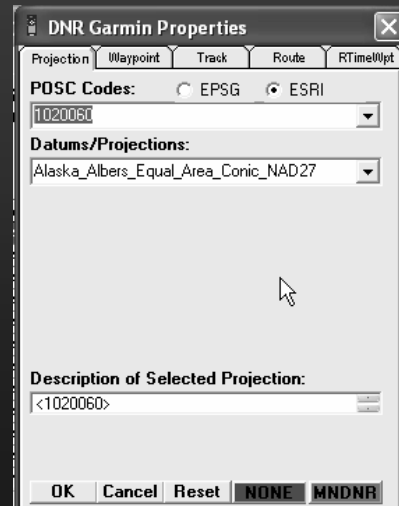 DNR Garmin Properties
Projection Waypoint Track Route RTimeWpt
POSC Codes: EPSG ESRI
1020060
Datums/Projections:
Alaska_Albers_Equal_Area_Conic_NAD27
Description of Selected Projection:
<1020060>
OK Cancel Reset NONE MNDNR